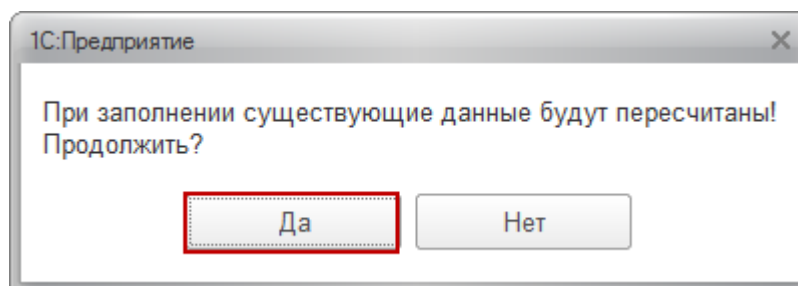 1С:Предприятие
При заполнении существующие данные будут пересчитаны!
Продолжить?
Да
Нет